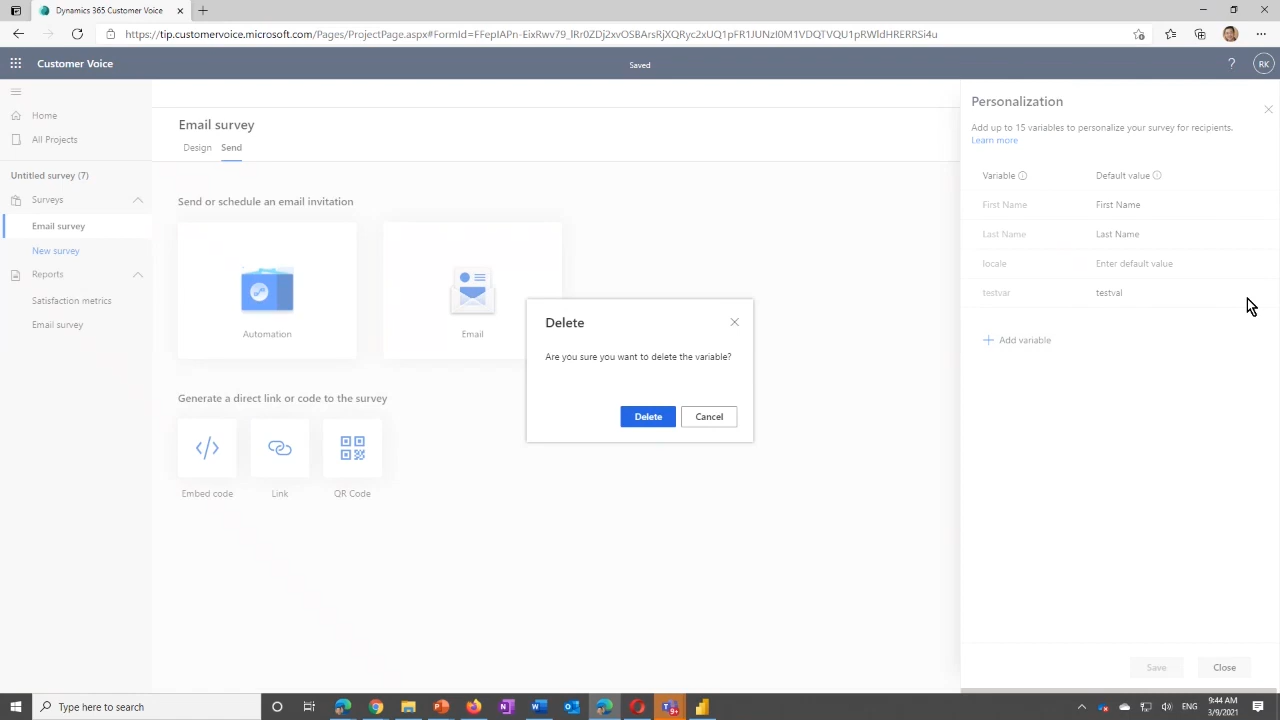 Dynamics 365 Customer Voice
https://tip.customervoice.microsoft.com/Pages/ProjectPage.aspx#FormId=FFepIAPn-EixRwv79_lRr0ZDj2xvOSBArsRjXQRyc2xUQ1pFR1JUNzI0M1VDQTVQU1pRWldHRERRSi4u
Customer Voice
Saved
?
RK
Home
All Projects
Untitled survey (7)
Surveys
Email survey
New survey
Reports
Satisfaction metrics
Email survey
Email survey
Design Send
Send or schedule an email invitation
Automation
Email
Generate a direct link or code to the survey
Embed code
Link
QR Code
Delete
Are you sure you want to delete the variable?
Delete
Cancel
Personalization
Add up to 15 variables to personalize your survey for recipients.
Learn more
Variable Default value
First Name First Name
Last Name Last Name
locale Enter default value
testvar testval
Add variable
Save
Close
Type here to search
9+
ENG
9:44 AM
3/9/2021